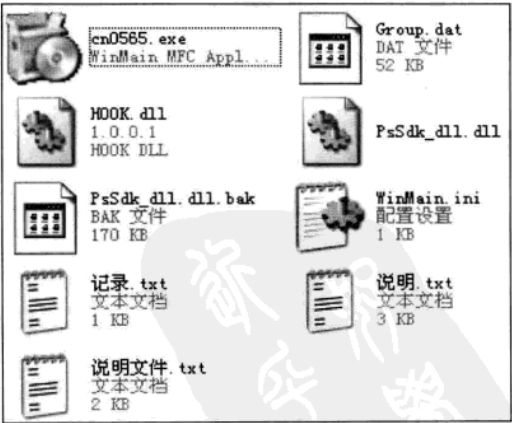 cn0565.exe
WinMain MFC Appl...
Group.dat
DAT 文件
52 KB
HOOK.dll
1.0.0.1
HOOK DLL
PsSdk_dll.dll
PsSdk_dll.dll.bak
BAK 文件
170 KB
WinMain.ini
配置设置
1 KB
记录.txt
文本文档
1 KB
说明.txt
文本文档
3 KB
说明文件.txt
文本文档
2 KB